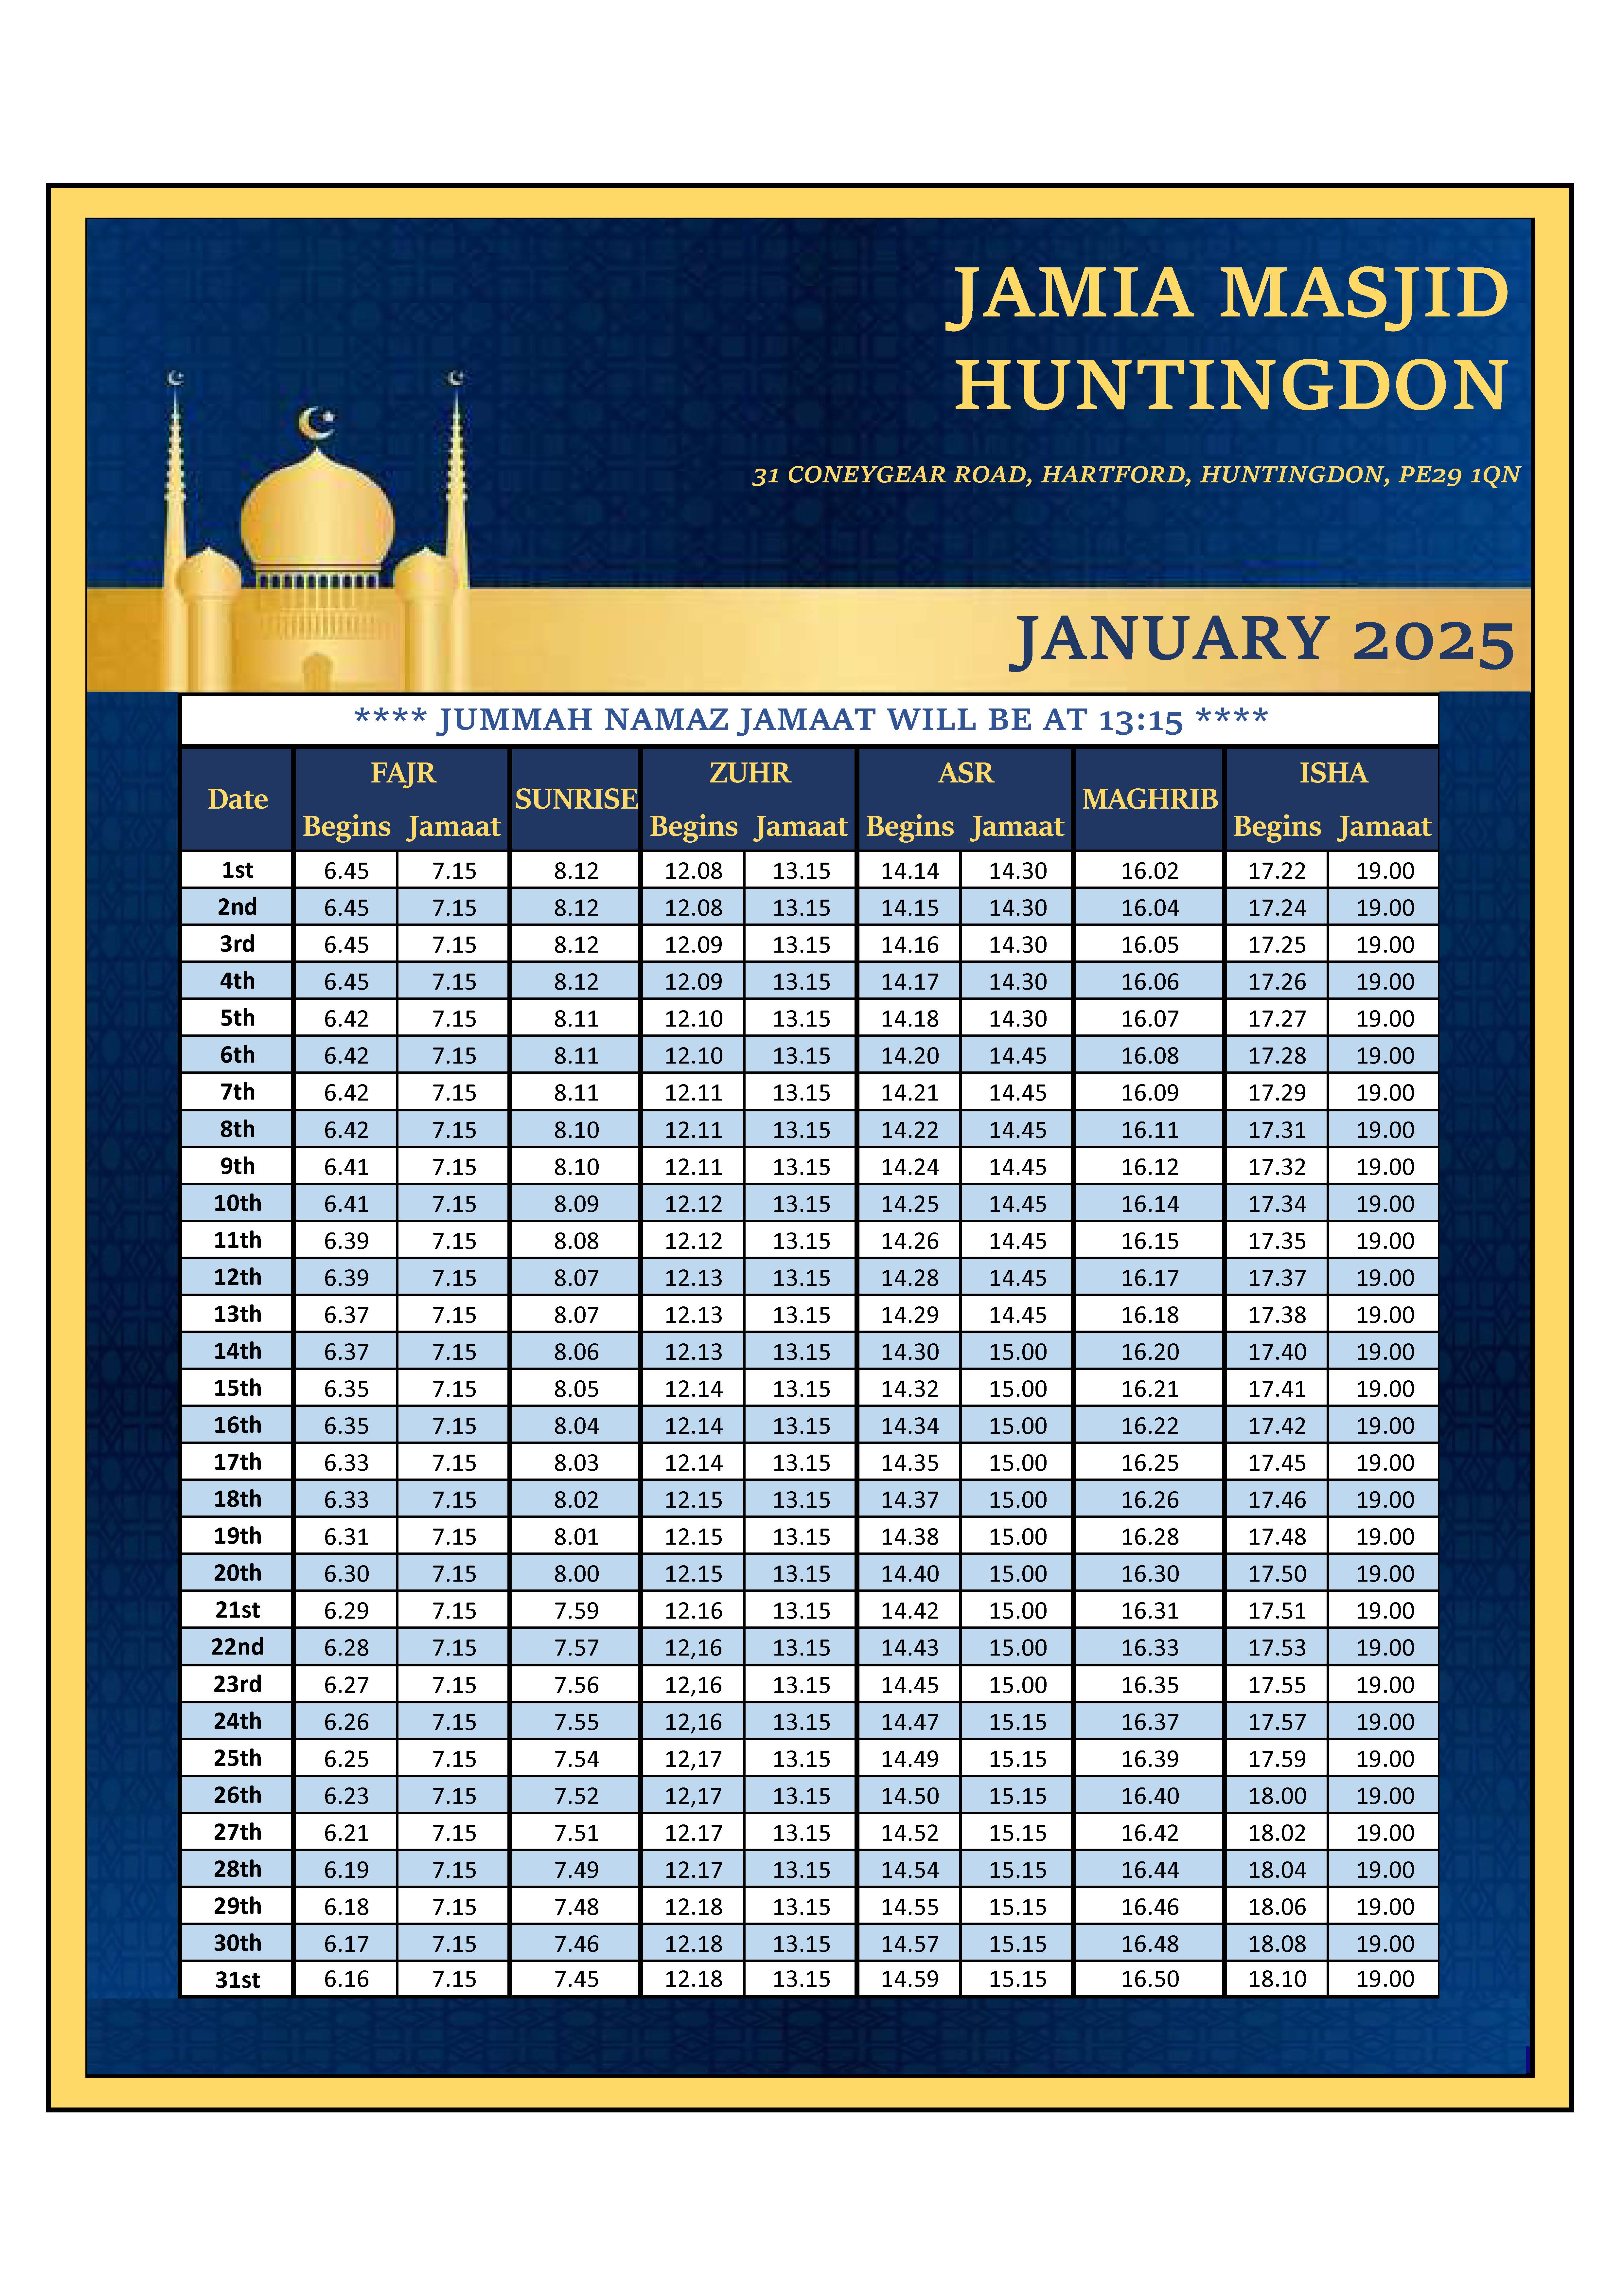 JAMIA MASJID
HUNTINGDON
31 CONEYGEAR ROAD, HARTFORD, HUNTINGDON, PE29 1QN
JANUARY 2025
**** JUMMAH NAMAZ JAMAAT WILL BE AT 13:15 ****
Date FAJR SUNRISE ZUHR ASR MAGHRIB ISHA
Begins Jamaat Begins Jamaat Begins Jamaat Begins Jamaat
1st 6.45 7.15 8.12 12.08 13.15 14.14 14.30 16.02 17.22 19.00
2nd 6.45 7.15 8.12 12.08 13.15 14.15 14.30 16.04 17.24 19.00
3rd 6.45 7.15 8.12 12.09 13.15 14.16 14.30 16.05 17.25 19.00
4th 6.45 7.15 8.12 12.09 13.15 14.17 14.30 16.06 17.26 19.00
5th 6.42 7.15 8.11 12.10 13.15 14.18 14.30 16.07 17.27 19.00
6th 6.42 7.15 8.11 12.10 13.15 14.20 14.45 16.08 17.28 19.00
7th 6.42 7.15 8.11 12.11 13.15 14.21 14.45 16.09 17.29 19.00
8th 6.42 7.15 8.10 12.11 13.15 14.22 14.45 16.11 17.31 19.00
9th 6.41 7.15 8.10 12.11 13.15 14.24 14.45 16.12 17.32 19.00
10th 6.41 7.15 8.09 12.12 13.15 14.25 14.45 16.14 17.34 19.00
11th 6.39 7.15 8.08 12.12 13.15 14.26 14.45 16.15 17.35 19.00
12th 6.39 7.15 8.07 12.13 13.15 14.28 14.45 16.17 17.37 19.00
13th 6.37 7.15 8.07 12.13 13.15 14.29 14.45 16.18 17.38 19.00
14th 6.37 7.15 8.06 12.13 13.15 14.30 15.00 16.20 17.40 19.00
15th 6.35 7.15 8.05 12.14 13.15 14.32 15.00 16.21 17.41 19.00
16th 6.35 7.15 8.04 12.14 13.15 14.34 15.00 16.22 17.42 19.00
17th 6.33 7.15 8.03 12.14 13.15 14.35 15.00 16.25 17.45 19.00
18th 6.33 7.15 8.02 12.15 13.15 14.37 15.00 16.26 17.46 19.00
19th 6.31 7.15 8.01 12.15 13.15 14.38 15.00 16.28 17.48 19.00
20th 6.30 7.15 8.00 12.15 13.15 14.40 15.00 16.30 17.50 19.00
21st 6.29 7.15 7.59 12.16 13.15 14.42 15.00 16.31 17.51 19.00
22nd 6.28 7.15 7.57 12,16 13.15 14.43 15.00 16.33 17.53 19.00
23rd 6.27 7.15 7.56 12,16 13.15 14.45 15.00 16.35 17.55 19.00
24th 6.26 7.15 7.55 12,16 13.15 14.47 15.15 16.37 17.57 19.00
25th 6.25 7.15 7.54 12,17 13.15 14.49 15.15 16.39 17.59 19.00
26th 6.23 7.15 7.52 12,17 13.15 14.50 15.15 16.40 18.00 19.00
27th 6.21 7.15 7.51 12.17 13.15 14.52 15.15 16.42 18.02 19.00
28th 6.19 7.15 7.49 12.17 13.15 14.54 15.15 16.44 18.04 19.00
29th 6.18 7.15 7.48 12.18 13.15 14.55 15.15 16.46 18.06 19.00
30th 6.17 7.15 7.46 12.18 13.15 14.57 15.15 16.48 18.08 19.00
31st 6.16 7.15 7.45 12.18 13.15 14.59 15.15 16.50 18.10 19.00